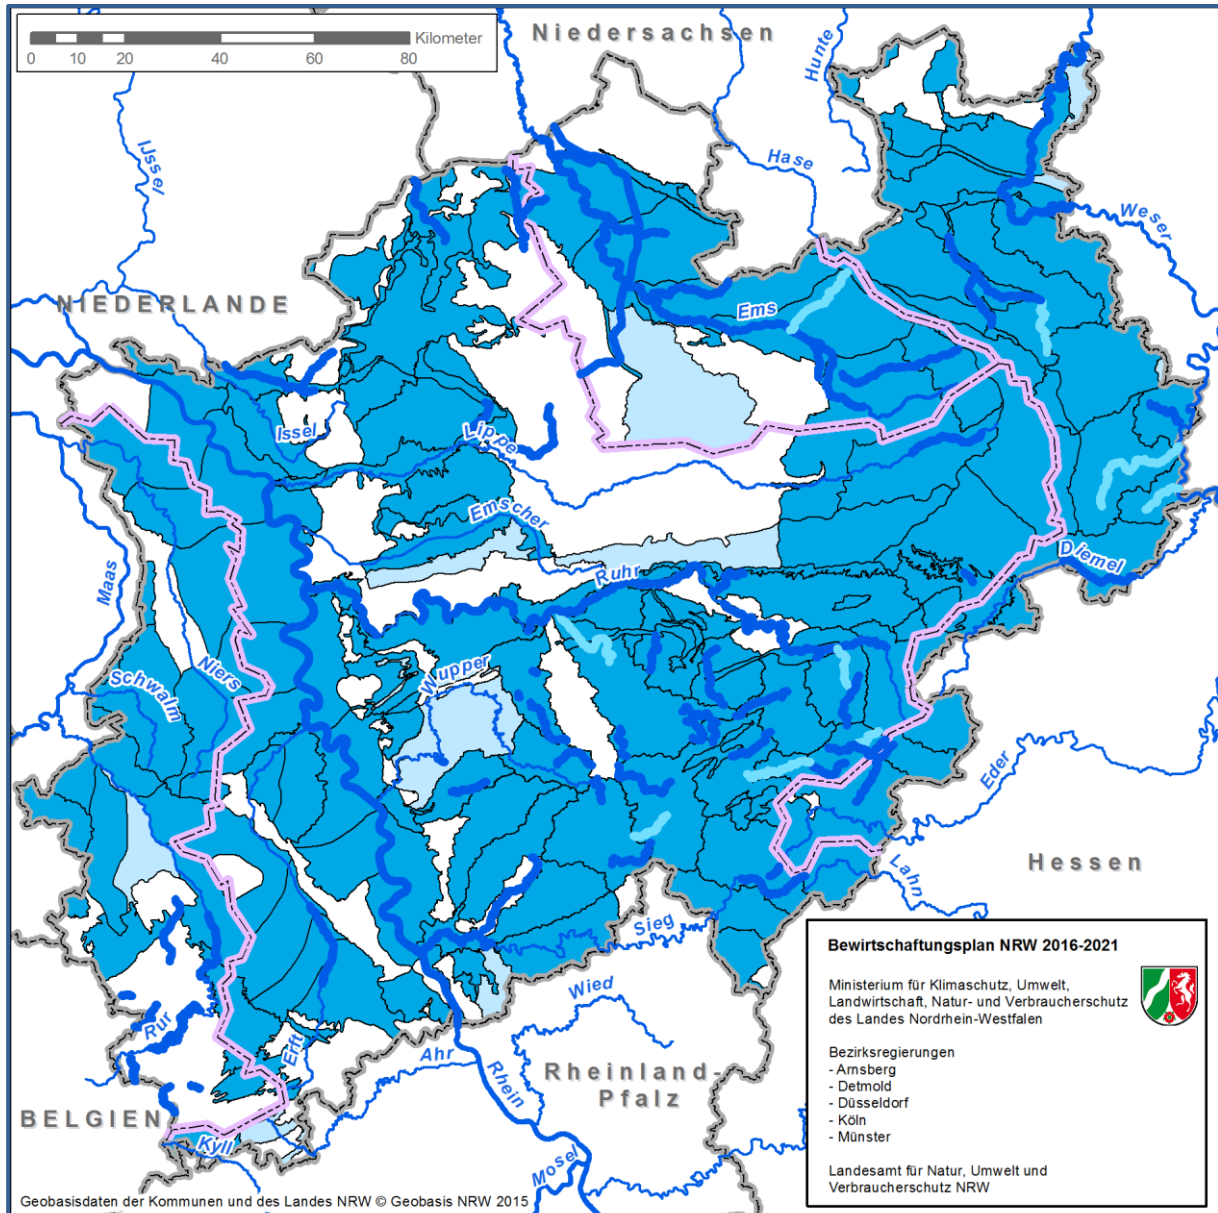 Kilometer
0 10 20 40 60 80
Niedersachsen
Hunte
IJssel
Hase
Weser
NIEDERLANDE
Ems
Issel
Lippe
Emscher
Ruhr
Diemel
Maas
Niers
Schwalm
Wupper
Eder
Hessen
Lahn
Sieg
Wied
Rur
Erft
Ahr
Rhein
Rheinland-
Pfalz
BELGIEN
Kyll
Mosel
Bewirtschaftungsplan NRW 2016-2021
Ministerium für Klimaschutz, Umwelt,
Landwirtschaft, Natur- und Verbraucherschutz
des Landes Nordrhein-Westfalen
Bezirksregierungen
- Arnsberg
- Detmold
- Düsseldorf
- Köln
- Münster
Landesamt für Natur, Umwelt und
Verbraucherschutz NRW
Geobasisdaten der Kommunen und des Landes NRW © Geobasis NRW 2015